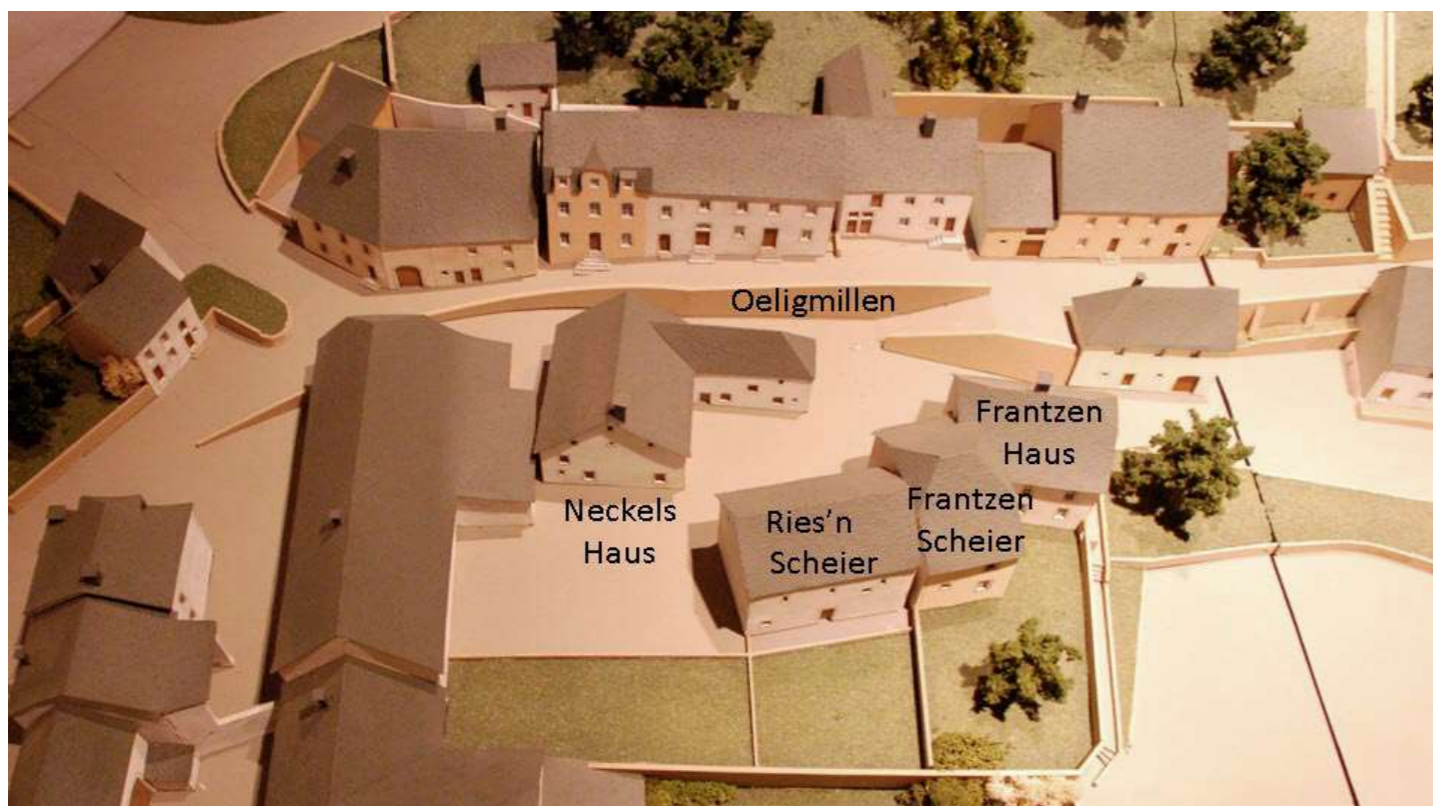 Oeligmillen
Frantzen
Haus
Neckels
Haus
Ries'n
Scheier
Frantzen
Scheier